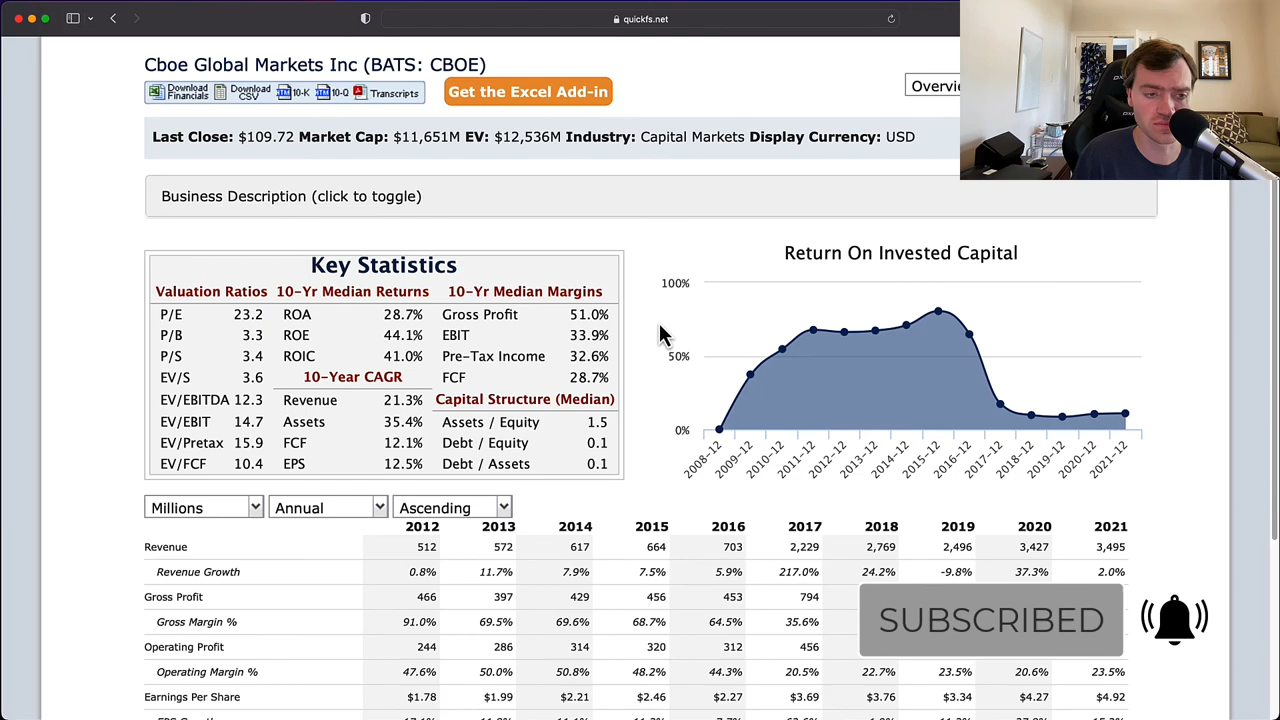 quickfs.net
Cboe Global Markets Inc (BATS: CBOE)
Download Financials Download CSV 10-K 10-Q Transcripts
Get the Excel Add-in
Overvie
Last Close: $109.72 Market Cap: $11,651M EV: $12,536M Industry: Capital Markets Display Currency: USD
Business Description (click to toggle)
Key Statistics
Valuation Ratios 10-Yr Median Returns 10-Yr Median Margins
P/E 23.2 ROA 28.7% Gross Profit 51.0%
P/B 3.3 ROE 44.1% EBIT 33.9%
P/S 3.4 ROIC 41.0% Pre-Tax Income 32.6%
EV/S 3.6 10-Year CAGR FCF 28.7%
EV/EBITDA 12.3 Revenue 21.3% Capital Structure (Median)
EV/EBIT 14.7 Assets 35.4% Assets / Equity 1.5
EV/Pretax 15.9 FCF 12.1% Debt / Equity 0.1
EV/FCF 10.4 EPS 12.5% Debt / Assets 0.1
Return On Invested Capital
100%
50%
0%
2008-12 2009-12 2010-12 2011-12 2012-12 2013-12 2014-12 2015-12 2016-12 2017-12 2018-12 2019-12 2020-12 2021-12
Millions Annual Ascending
2012 2013 2014 2015 2016 2017 2018 2019 2020 2021
Revenue 512 572 617 664 703 2,229 2,769 2,496 3,427 3,495
Revenue Growth 0.8% 11.7% 7.9% 7.5% 5.9% 217.0% 24.2% -9.8% 37.3% 2.0%
Gross Profit 466 397 429 456 453 794
Gross Margin % 91.0% 69.5% 69.6% 68.7% 64.5% 35.6%
SUBSCRIBED
Operating Profit 244 286 314 320 312 456
Operating Margin % 47.6% 50.0% 50.8% 48.2% 44.3% 20.5% 22.7% 23.5% 20.6% 23.5%
Earnings Per Share $1.78 $1.99 $2.21 $2.46 $2.27 $3.69 $3.76 $3.34 $4.27 $4.92